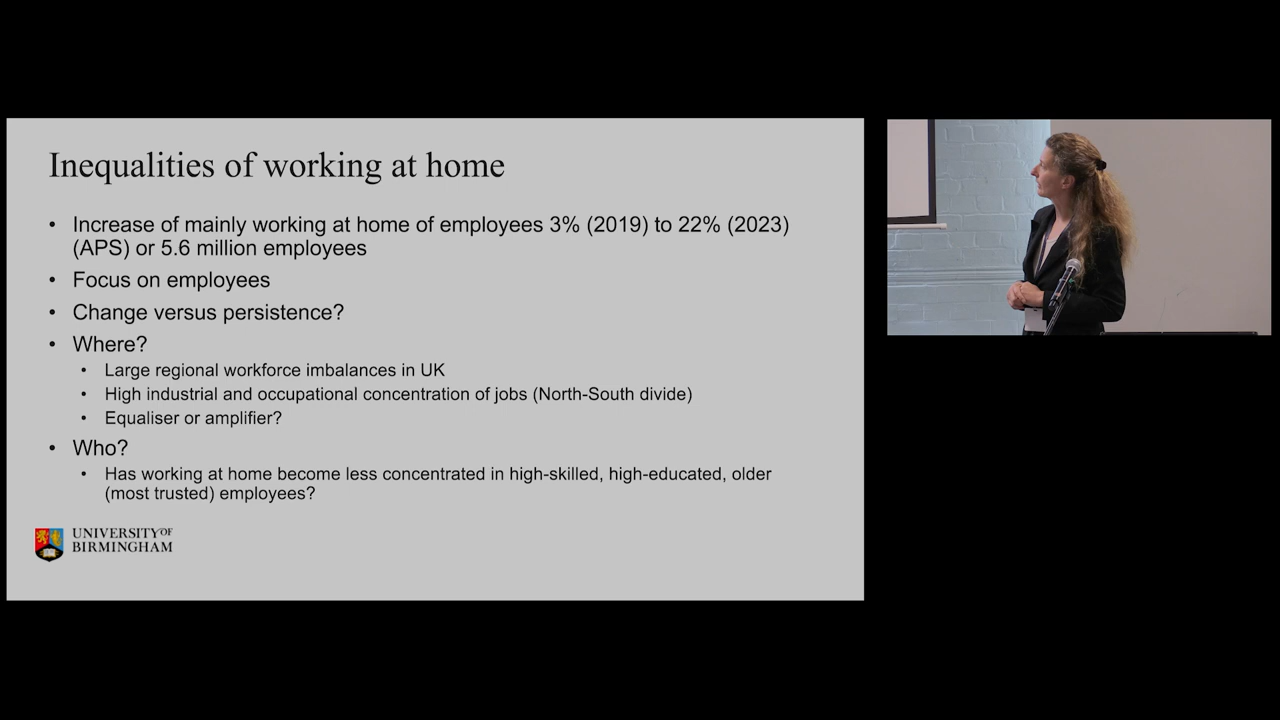 Inequalities of working at home
• Increase of mainly working at home of employees 3% (2019) to 22% (2023)
(APS) or 5.6 million employees
• Focus on employees
• Change versus persistence?
• Where?
• Large regional workforce imbalances in UK
• High industrial and occupational concentration of jobs (North-South divide)
• Equaliser or amplifier?
• Who?
• Has working at home become less concentrated in high-skilled, high-educated, older
(most trusted) employees?
UNIVERSITY OF
BIRMINGHAM